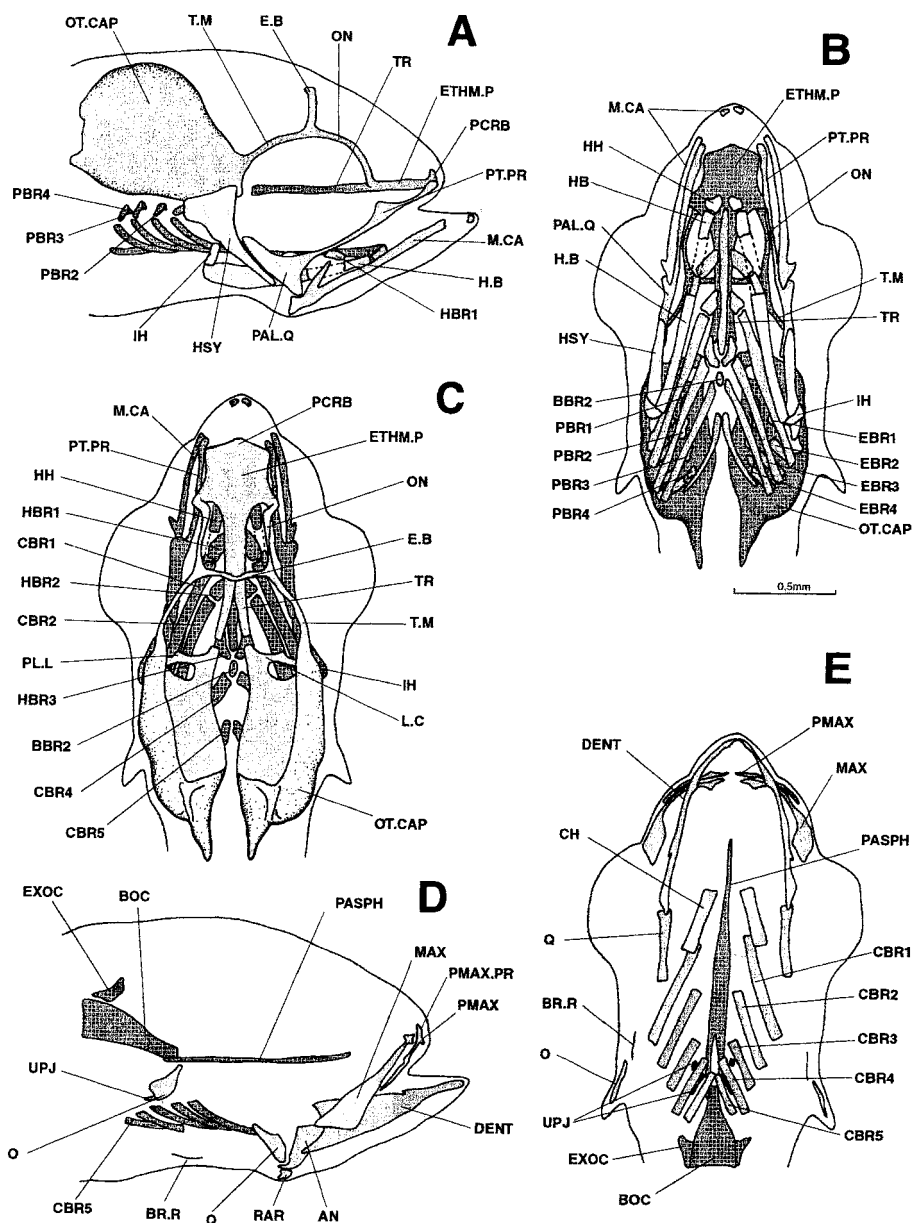 A
OT.CAP
T.M
E.B
ON
TR
ETHM.P
PCRB
PT.PR
M.CA
H.B
HBR1
PAL.Q
HSY
IH
PBR2
PBR3
PBR4
B
M.CA
HH
HB
PAL.Q
H.B
HSY
BBR2
PBR1
PBR2
PBR3
PBR4
ETHM.P
PT.PR
ON
T.M
TR
IH
EBR1
EBR2
EBR3
EBR4
OT.CAP
0.5mm
C
M.CA
PT.PR
HH
HBR1
CBR1
HBR2
CBR2
PL.L
HBR3
BBR2
CBR4
CBR5
PCRB
ETHM.P
ON
E.B
TR
T.M
IH
L.C
OT.CAP
D
EXOC
BOC
PASPH
MAX
PMAX.PR
PMAX
DENT
AN
RAR
Q
BR.R
CBR5
O
UPJ
E
DENT
CH
Q
BR.R
O
UPJ
EXOC
BOC
PMAX
MAX
PASPH
CBR1
CBR2
CBR3
CBR4
CBR5